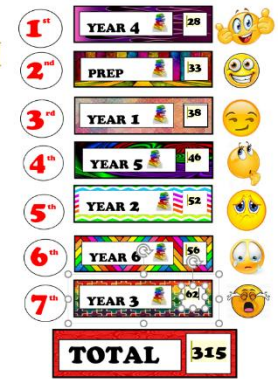 1st YEAR 4 28
2nd PREP 33
3rd YEAR 1 38
4th YEAR 5 46
5th YEAR 2 52
6th YEAR 6 56
7th YEAR 3 62
TOTAL 315